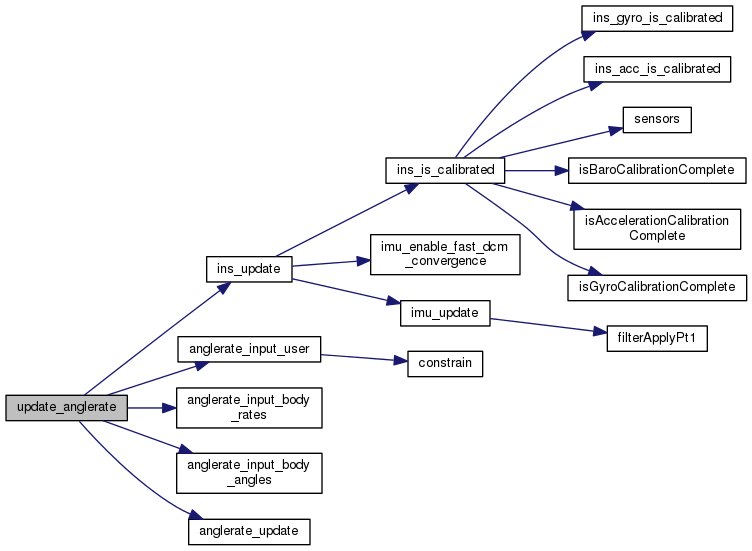 ins_gyro_is_calibrated
ins_acc_is_calibrated
sensors
ins_is_calibrated
isBaroCalibrationComplete
isAccelerationCalibration
Complete
imu_enable_fast_dcm
_convergence
ins_update
isGyroCalibrationComplete
imu_update
filterApplyPt1
anglerate_input_user
constrain
update_anglerate
anglerate_input_body
_rates
anglerate_input_body
_angles
anglerate_update